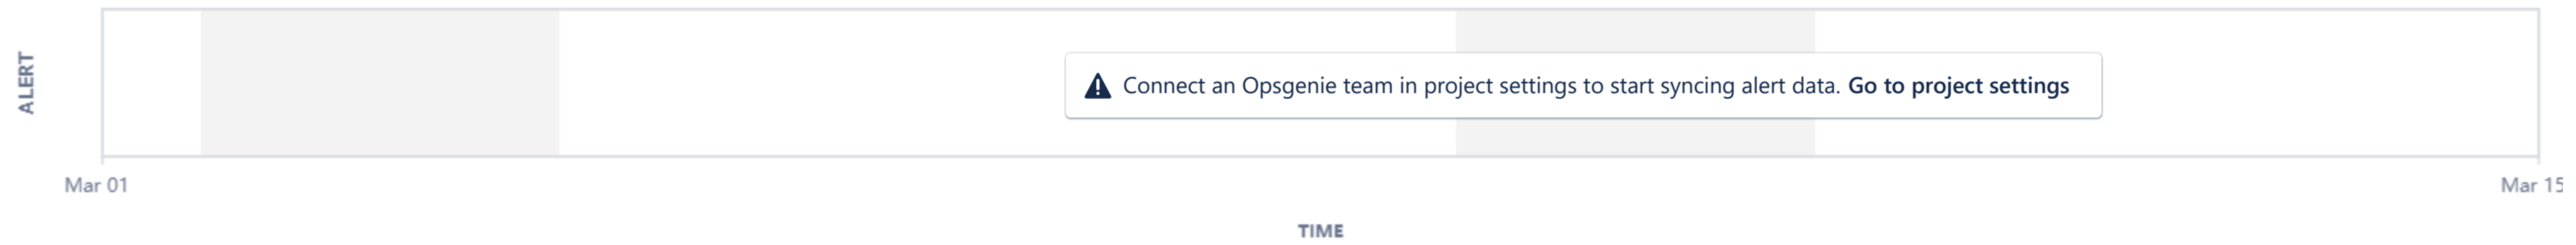 ALERT
Connect an Opsgenie team in project settings to start syncing alert data. Go to project settings
Mar 01
Mar 15
TIME